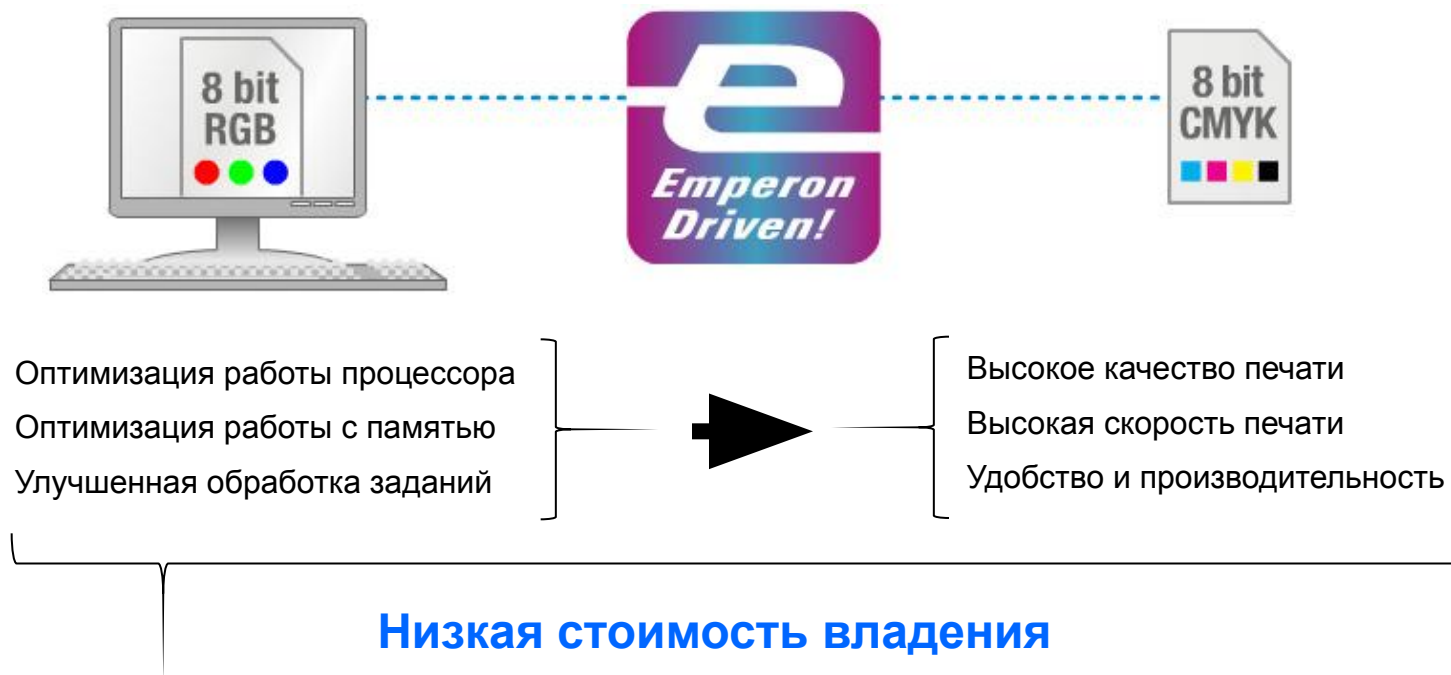 8 bit
RGB
e
Emperon
Driven!
8 bit
CMYK
Оптимизация работы процессора
Оптимизация работы с памятью
Улучшенная обработка заданий
Высокое качество печати
Высокая скорость печати
Удобство и производительность
Низкая стоимость владения